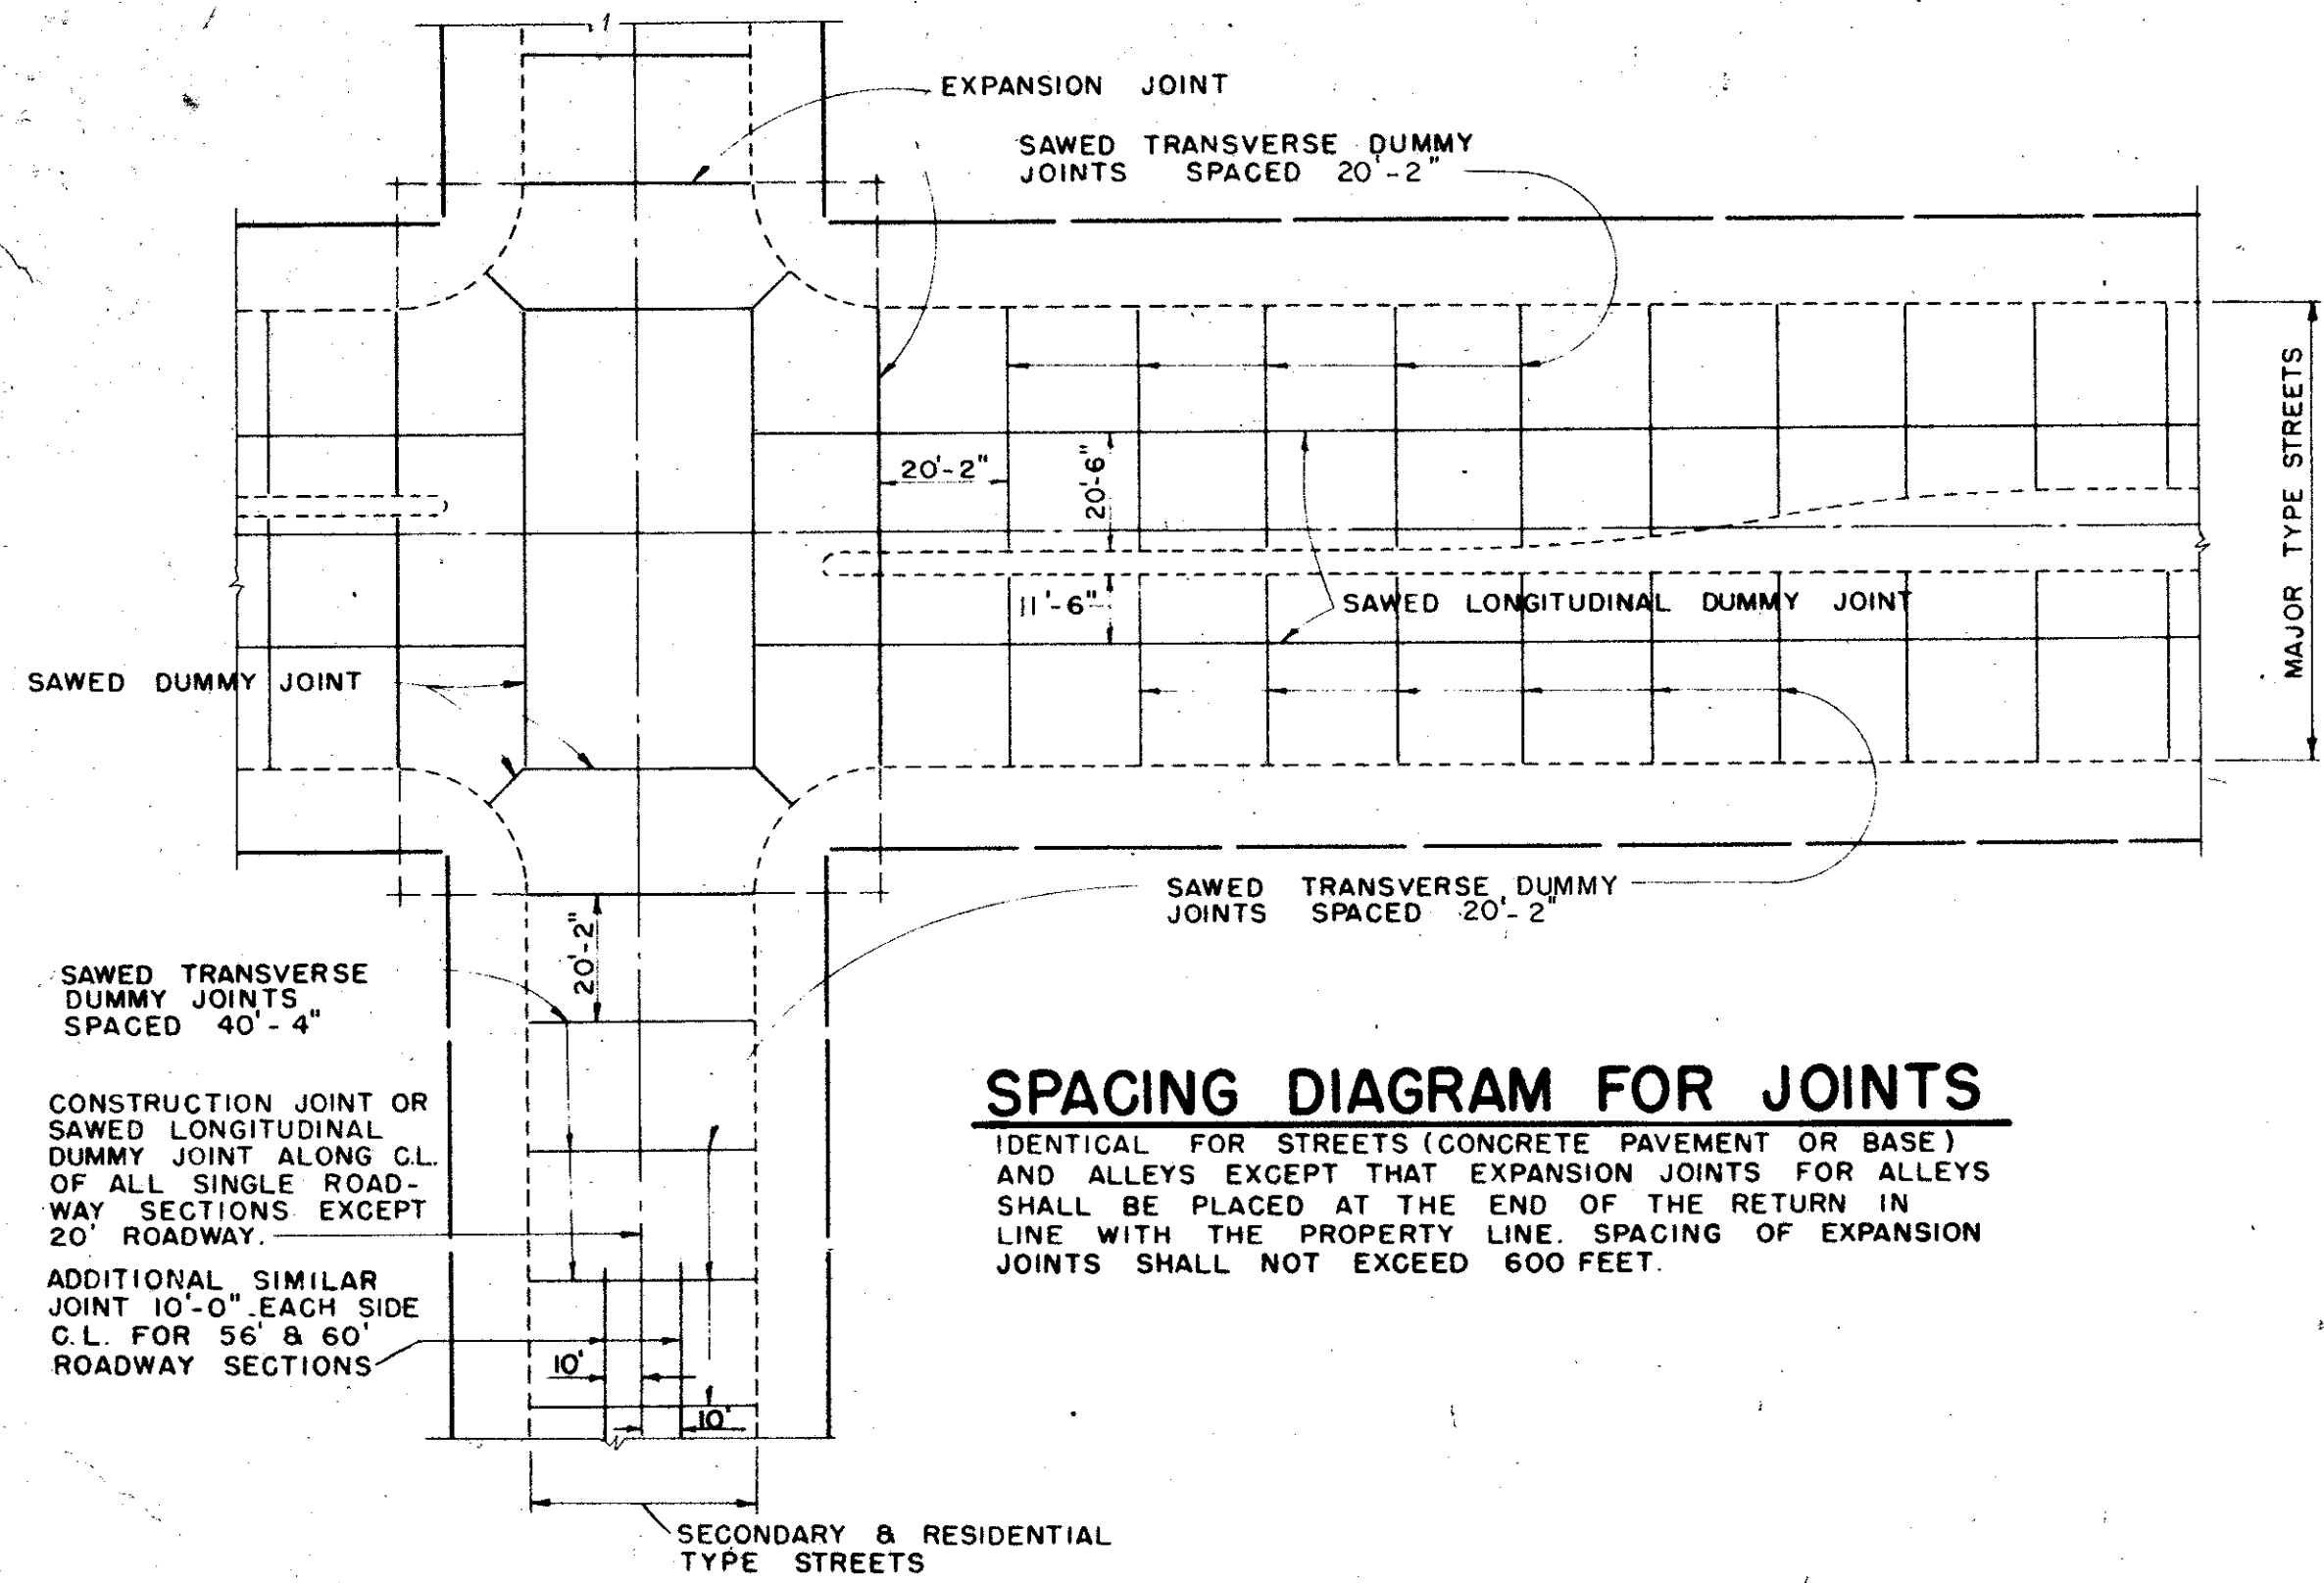 EXPANSION JOINT
SAWED TRANSVERSE DUMMY
JOINTS SPACED 20'-2"
MAJOR TYPE STREETS
20'-2"
20'-6"
11'-6"
SAWED LONGITUDINAL DUMMY JOINT
SAWED DUMMY JOINT
SAWED TRANSVERSE DUMMY
JOINTS SPACED 20'-2"
20'-2"
SAWED TRANSVERSE
DUMMY JOINTS
SPACED 40'-4"
CONSTRUCTION JOINT OR
SAWED LONGITUDINAL
DUMMY JOINT ALONG C.L.
OF ALL SINGLE ROAD-
WAY SECTIONS EXCEPT
20' ROADWAY.
ADDITIONAL SIMILAR
JOINT 10'-0" EACH SIDE
C.L. FOR 56' & 60'
ROADWAY SECTIONS
10'
10'
SECONDARY & RESIDENTIAL
TYPE STREETS
SPACING DIAGRAM FOR JOINTS
IDENTICAL FOR STREETS (CONCRETE PAVEMENT OR BASE)
AND ALLEYS EXCEPT THAT EXPANSION JOINTS FOR ALLEYS
SHALL BE PLACED AT THE END OF THE RETURN IN
LINE WITH THE PROPERTY LINE. SPACING OF EXPANSION
JOINTS SHALL NOT EXCEED 600 FEET.